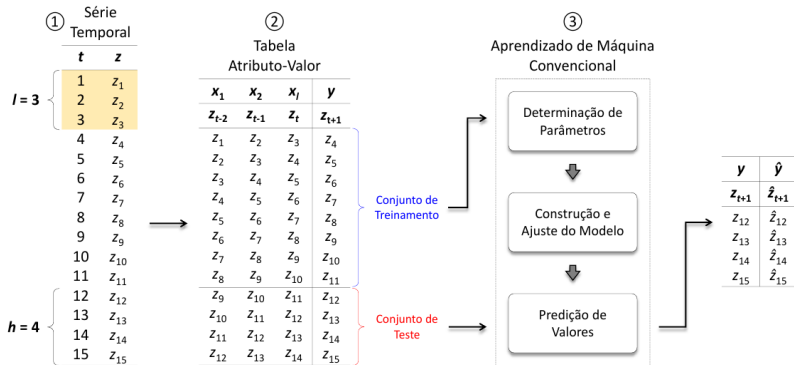 ① Série Temporal
t z
l = 3
1 z1
2 z2
3 z3
4 z4
5 z5
6 z6
7 z7
8 z8
9 z9
10 z10
11 z11
h = 4
12 z12
13 z13
14 z14
15 z15
②
Tabela
Atributo-Valor
x1 x2 xl y
zt-2 zt-1 zt zt+1
z1 z2 z3 z4
z2 z3 z4 z5
z3 z4 z5 z6
z4 z5 z6 z7
z5 z6 z7 z8
z6 z7 z8 z9
z7 z8 z9 z10
z8 z9 z10 z11
z9 z10 z11 z12
z10 z11 z12 z13
z11 z12 z13 z14
z12 z13 z14 z15
Conjunto de
Treinamento
Conjunto de
Teste
③
Aprendizado de Máquina
Convencional
Determinação de
Parâmetros
Construção e
Ajuste do Modelo
Predição de
Valores
y ŷ
zt+1 ẑt+1
z12 ẑ12
z13 ẑ13
z14 ẑ14
z15 ẑ15